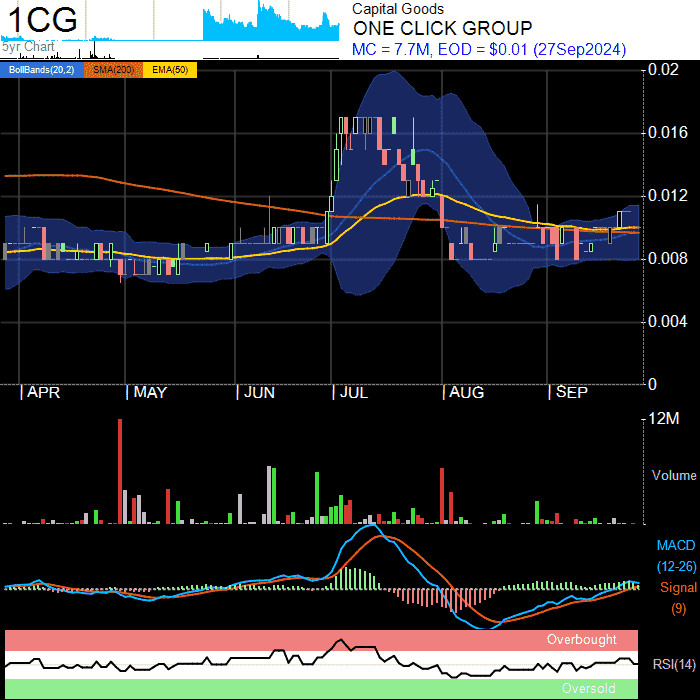 1CG
5yr Chart
Capital Goods
ONE CLICK GROUP
MC = 7.7M, EOD = $0.01 (27Sep2024)
BollBands(20,2) SMA(200) EMA(50)
0.02
0.016
0.012
0.008
0.004
0
APR MAY JUN JUL AUG SEP
12M
Volume
MACD
(12-26)
Signal
(9)
Overbought
RSI(14)
Oversold